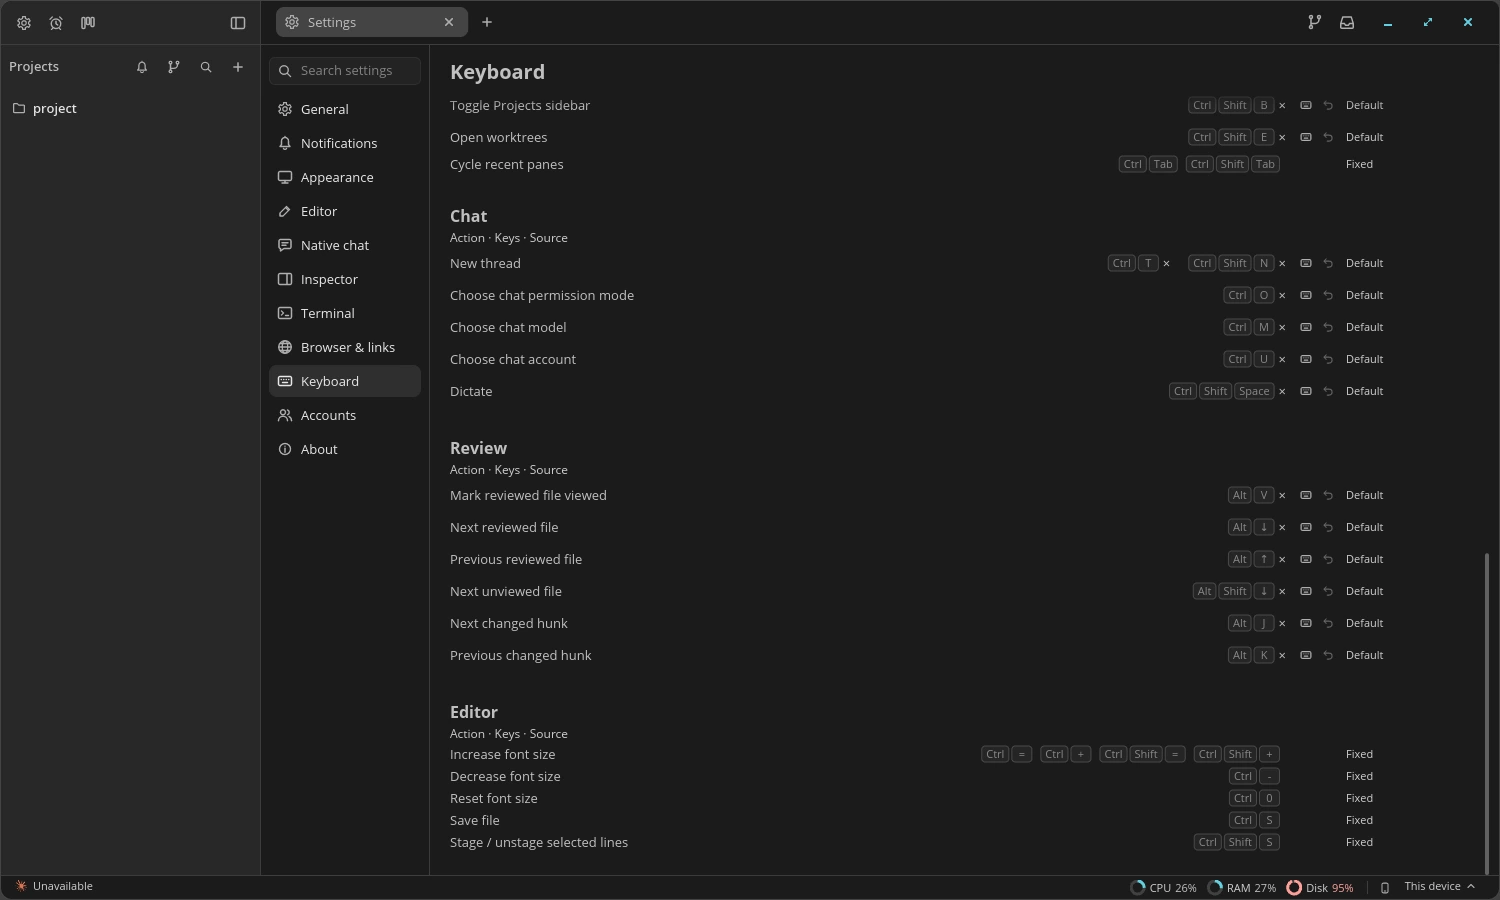 Settings
Projects
project
Search settings
General
Notifications
Appearance
Editor
Native chat
Inspector
Terminal
Browser & links
Keyboard
Accounts
About
Keyboard
Toggle Projects sidebar Ctrl Shift B × Default
Open worktrees Ctrl Shift E × Default
Cycle recent panes Ctrl Tab Ctrl Shift Tab Fixed
Chat
Action · Keys · Source
New thread Ctrl T × Ctrl Shift N × Default
Choose chat permission mode Ctrl O × Default
Choose chat model Ctrl M × Default
Choose chat account Ctrl U × Default
Dictate Ctrl Shift Space × Default
Review
Action · Keys · Source
Mark reviewed file viewed Alt V × Default
Next reviewed file Alt ↓ × Default
Previous reviewed file Alt ↑ × Default
Next unviewed file Alt Shift ↓ × Default
Next changed hunk Alt J × Default
Previous changed hunk Alt K × Default
Editor
Action · Keys · Source
Increase font size Ctrl = Ctrl + Ctrl Shift = Ctrl Shift + Fixed
Decrease font size Ctrl - Fixed
Reset font size Ctrl 0 Fixed
Save file Ctrl S Fixed
Stage / unstage selected lines Ctrl Shift S Fixed
Unavailable
CPU 26% RAM 27% Disk 95% This device